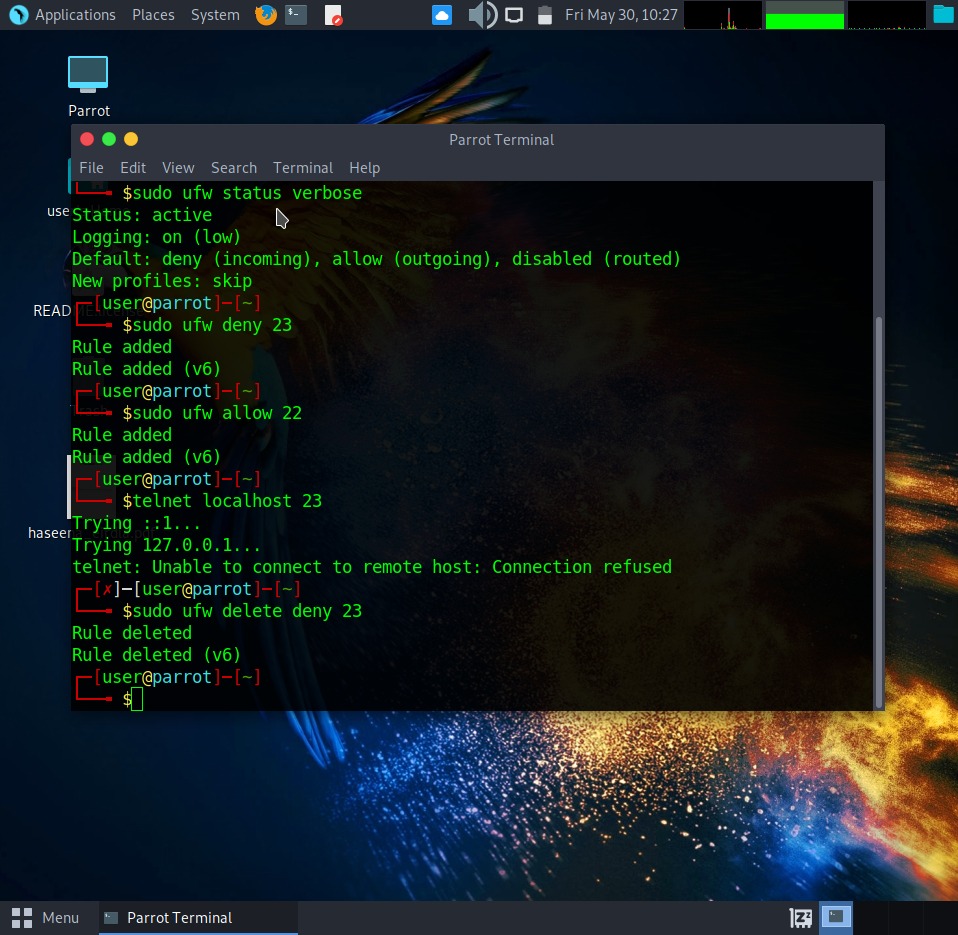 Applications Places System Fri May 30, 10:27
Parrot
Parrot Terminal
File Edit View Search Terminal Help
$sudo ufw status verbose
Status: active
Logging: on (low)
Default: deny (incoming), allow (outgoing), disabled (routed)
New profiles: skip
[user@parrot]─[~]
$sudo ufw deny 23
Rule added
Rule added (v6)
[user@parrot]─[~]
$sudo ufw allow 22
Rule added
Rule added (v6)
[user@parrot]─[~]
$telnet localhost 23
Trying ::1...
Trying 127.0.0.1...
telnet: Unable to connect to remote host: Connection refused
[✗]─[user@parrot]─[~]
$sudo ufw delete deny 23
Rule deleted
Rule deleted (v6)
[user@parrot]─[~]
$
Menu Parrot Terminal